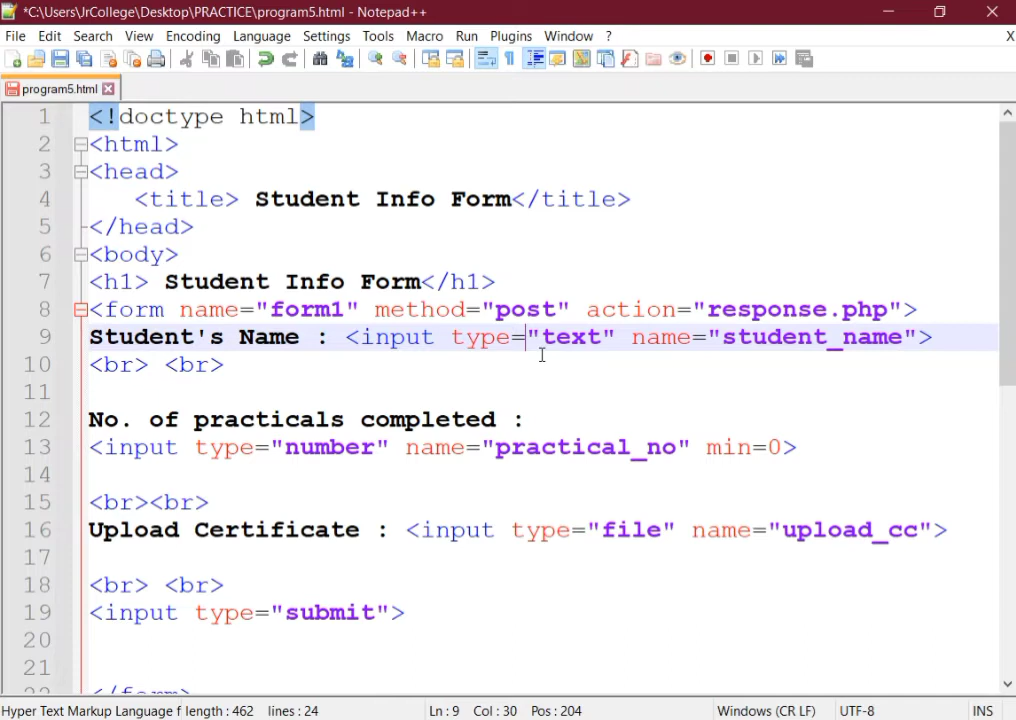 *C:\Users\JrCollege\Desktop\PRACTICE\program5.html - Notepad++
File Edit Search View Encoding Language Settings Tools Macro Run Plugins Window ? X
program5.html
1 <!doctype html>
2 <html>
3 <head>
4 <title> Student Info Form</title>
5 </head>
6 <body>
7 <h1> Student Info Form</h1>
8 <form name="form1" method="post" action="response.php">
9 Student's Name : <input type="text" name="student_name">
10 <br> <br>
11
12 No. of practicals completed :
13 <input type="number" name="practical_no" min=0>
14
15 <br><br>
16 Upload Certificate : <input type="file" name="upload_cc">
17
18 <br> <br>
19 <input type="submit">
20
21
22 </form>
Hyper Text Markup Language f length : 462 lines : 24 Ln : 9 Col : 30 Pos : 204 Windows (CR LF) UTF-8 INS